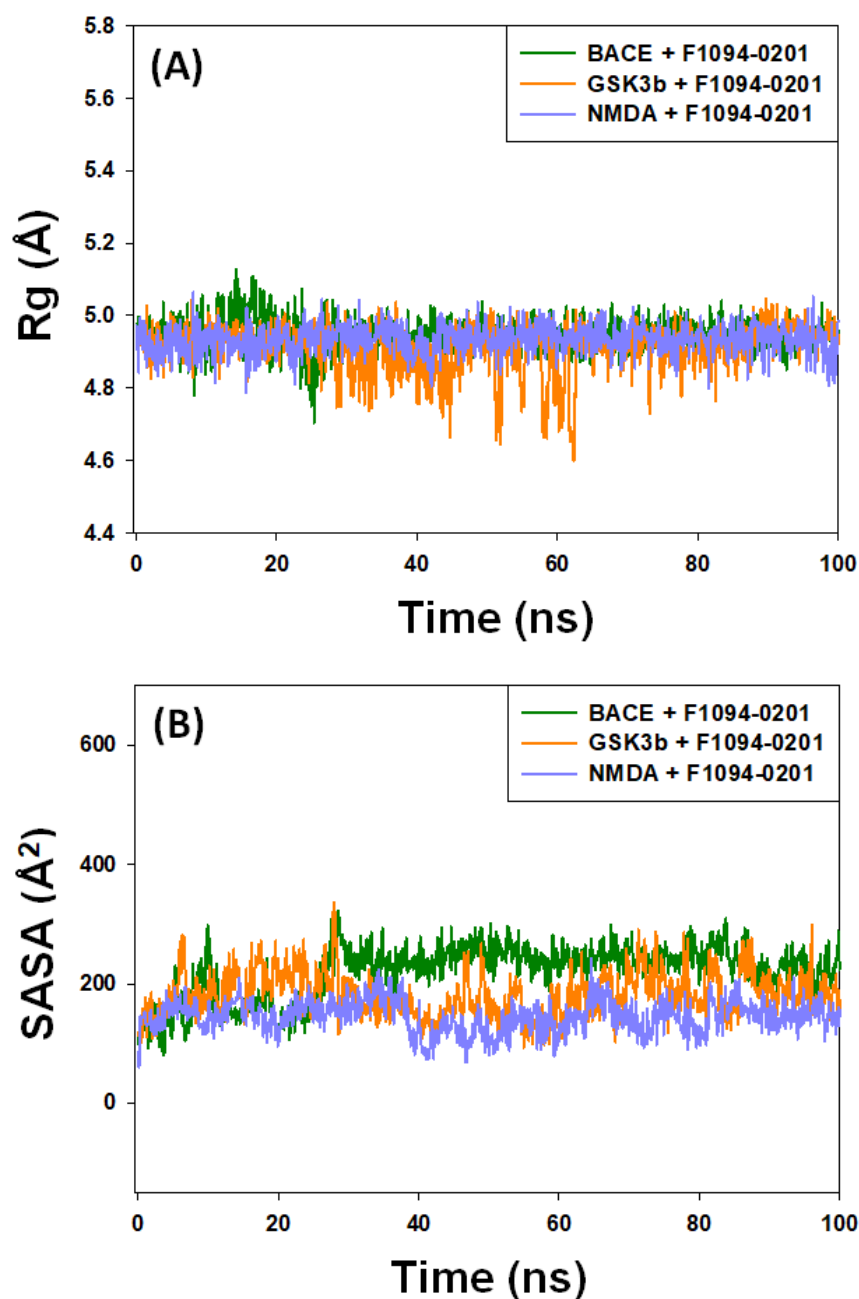 (A)
BACE + F1094-0201
GSK3b + F1094-0201
NMDA + F1094-0201
5.8
5.6
5.4
5.2
5.0
4.8
4.6
4.4
Rg (Å)
0 20 40 60 80 100
Time (ns)
(B)
BACE + F1094-0201
GSK3b + F1094-0201
NMDA + F1094-0201
600
400
200
0
SASA (Å²)
0 20 40 60 80 100
Time (ns)